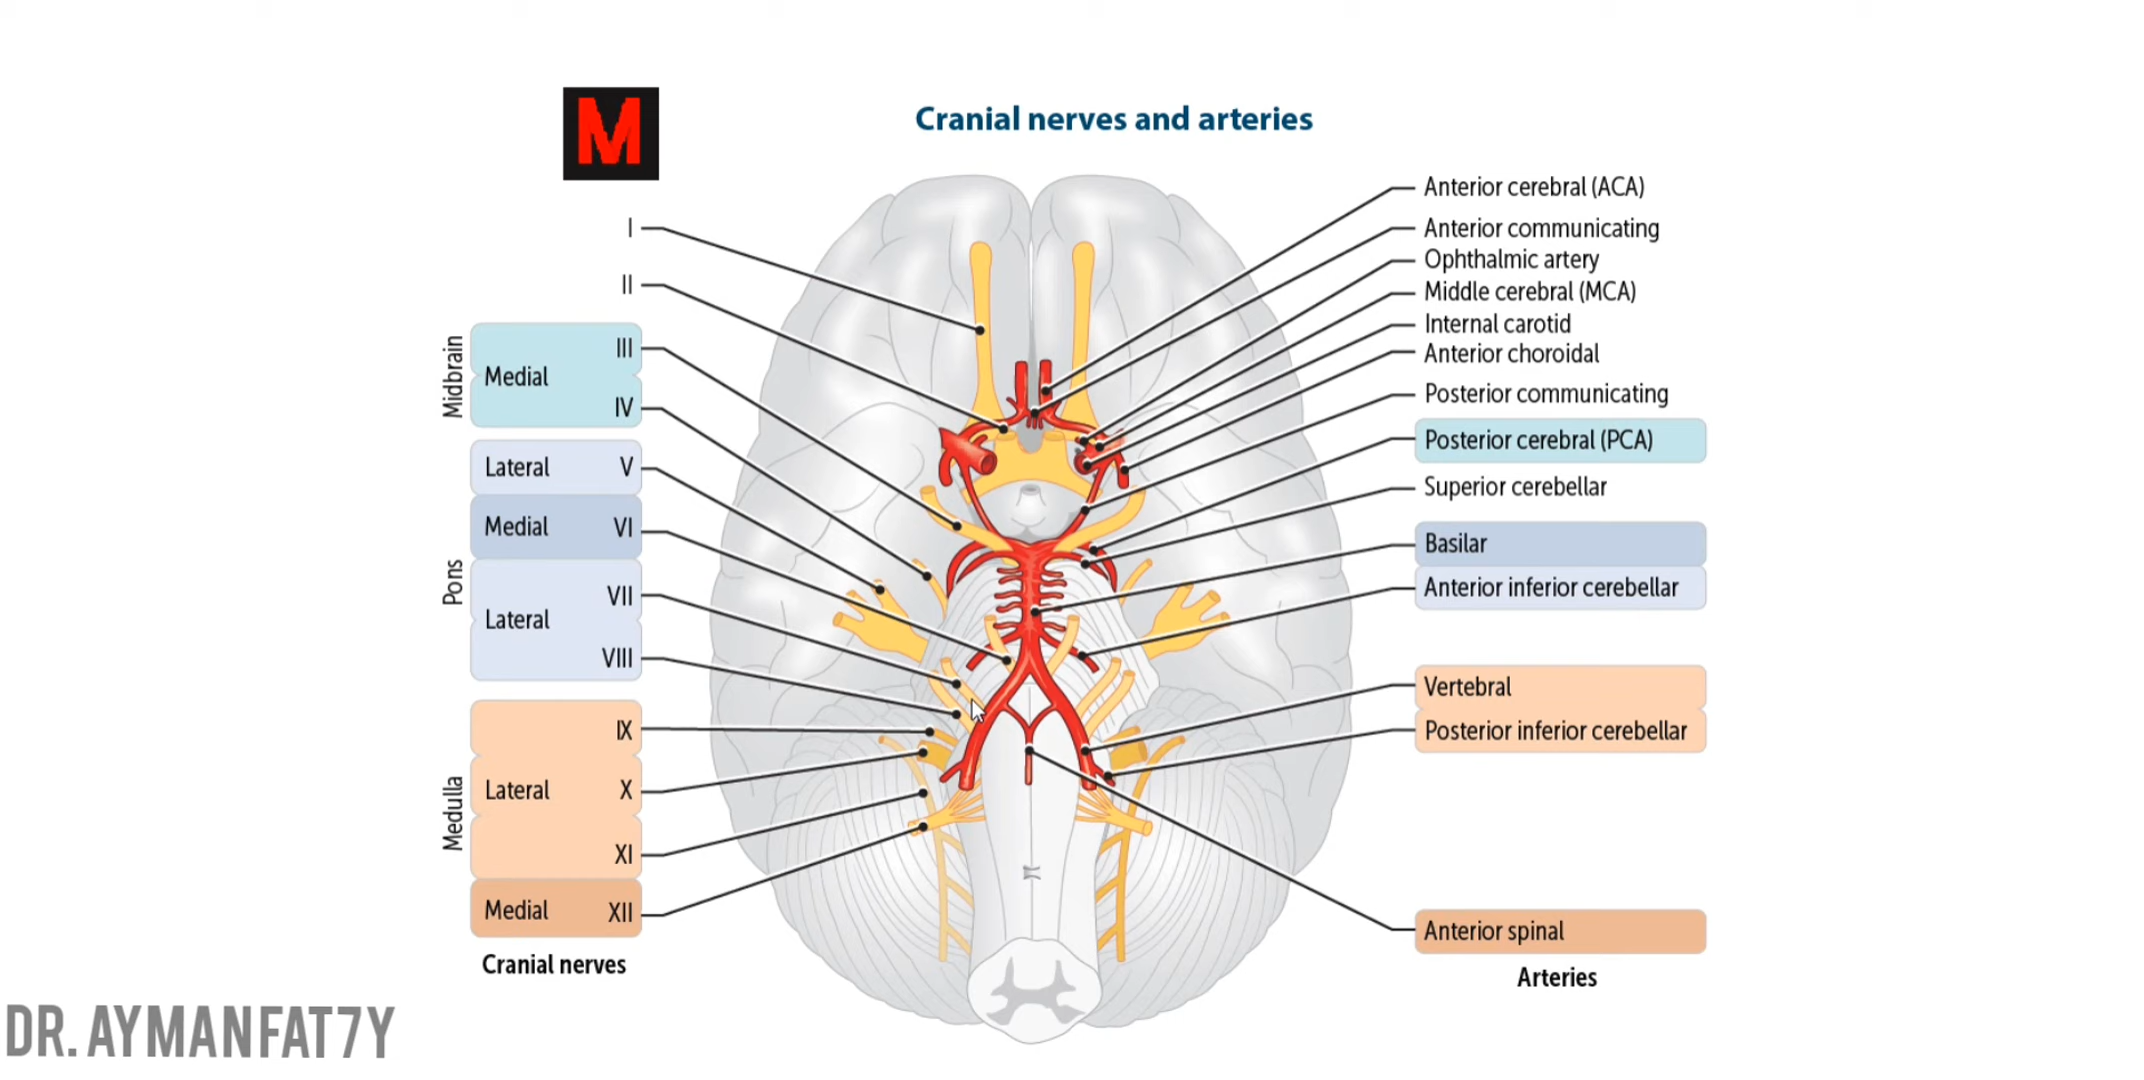 M
Cranial nerves and arteries
I
II
Midbrain
Medial
III
IV
Pons
Lateral V
Medial VI
Lateral
VII
VIII
Medulla
IX
Lateral X
XI
Medial XII
Cranial nerves
Anterior cerebral (ACA)
Anterior communicating
Ophthalmic artery
Middle cerebral (MCA)
Internal carotid
Anterior choroidal
Posterior communicating
Posterior cerebral (PCA)
Superior cerebellar
Basilar
Anterior inferior cerebellar
Vertebral
Posterior inferior cerebellar
Anterior spinal
Arteries
DR. AYMANFAT7Y